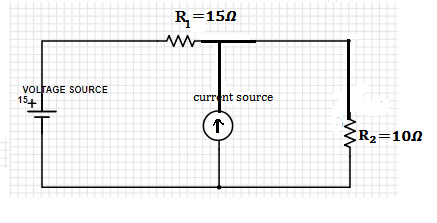 R₁=15Ω
VOLTAGE SOURCE
15+
current source
R₂=10Ω